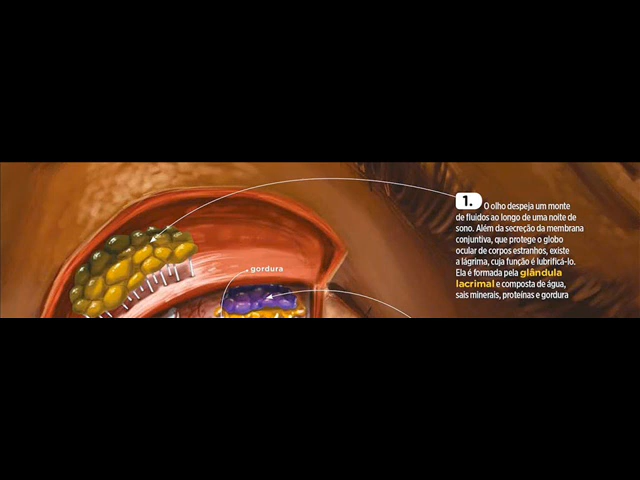 1. O olho despeja um monte
de fluidos ao longo de uma noite de
sono. Além da secreção da membrana
conjuntiva, que protege o globo
ocular de corpos estranhos, existe
a lágrima, cuja função é lubrificá-lo.
Ela é formada pela glândula
lacrimal e composta de água,
sais minerais, proteínas e gordura
gordura